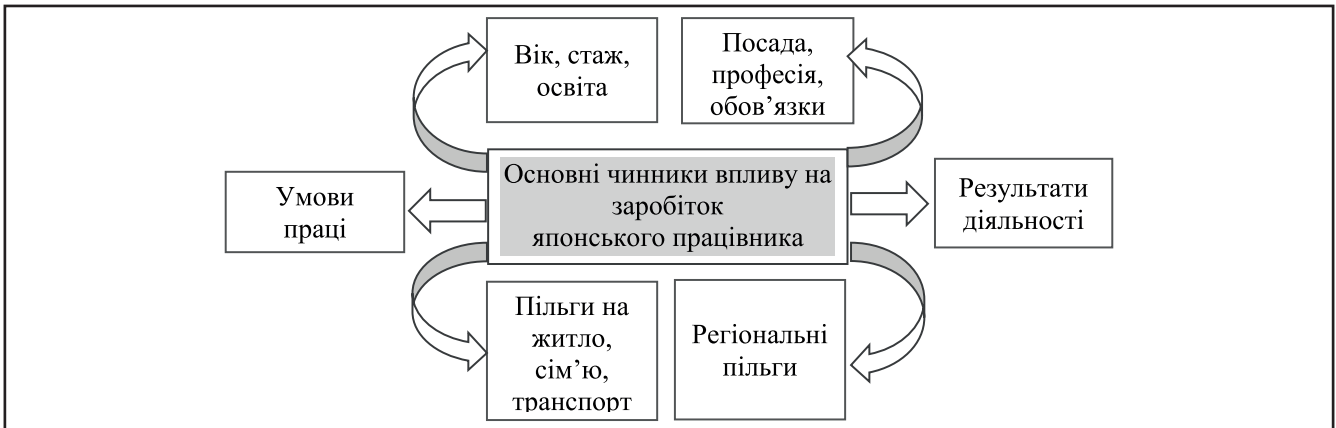 Вік, стаж,
освіта
Посада,
професія,
обов’язки
Умови
праці
Основні чинники впливу на
заробіток
японського працівника
Результати
діяльності
Пільги на
житло,
сім’ю,
транспорт
Регіональні
пільги